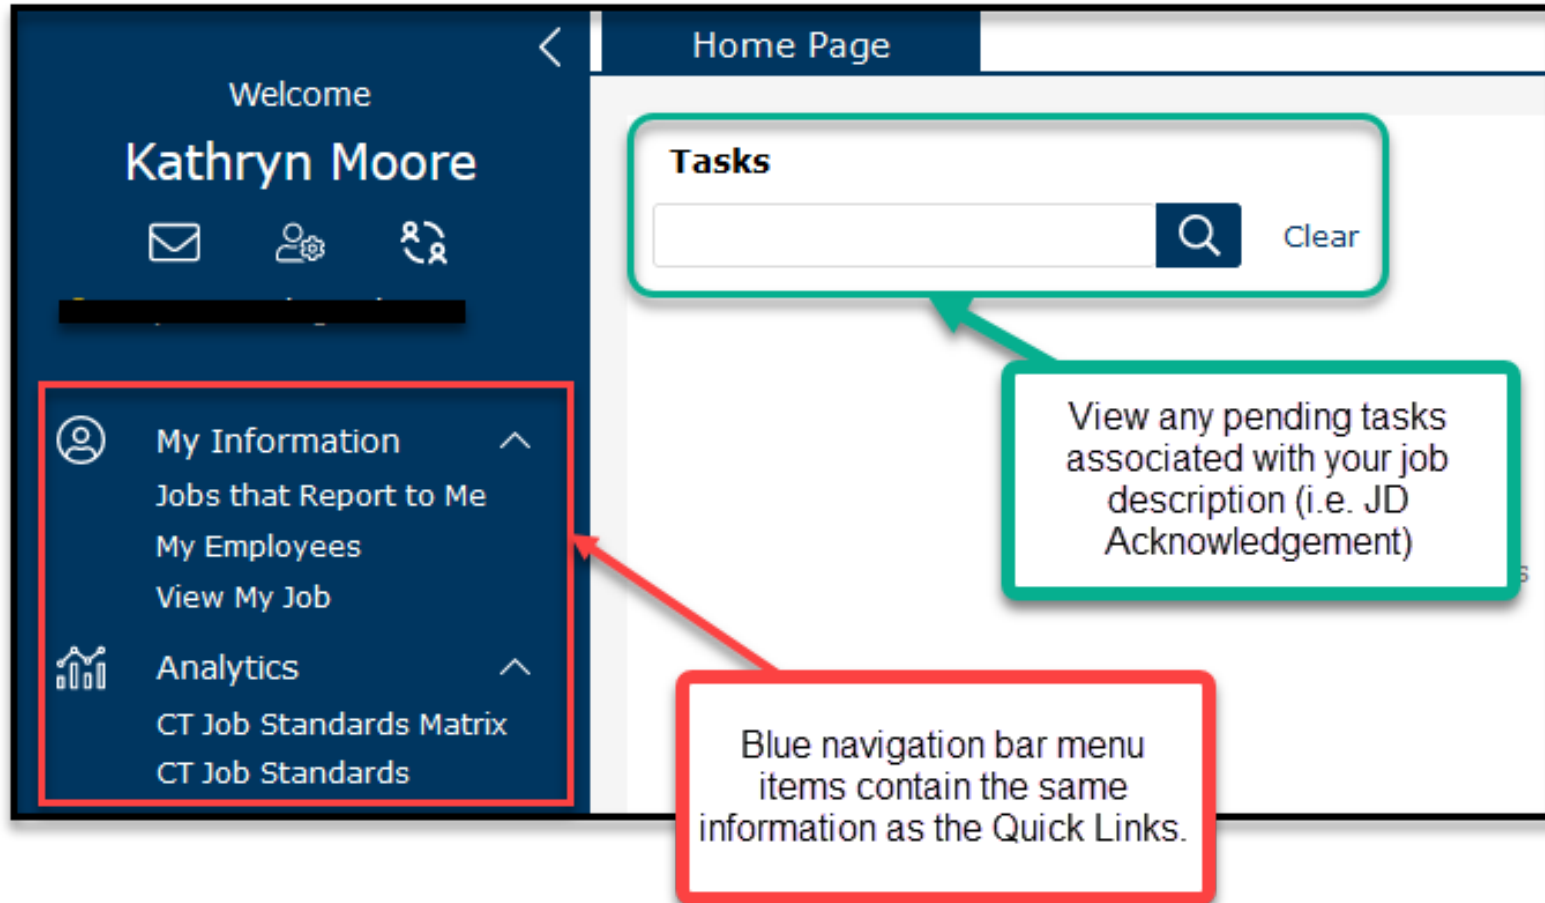 Home Page
Welcome
Kathryn Moore
Tasks
Clear
My Information
Jobs that Report to Me
My Employees
View My Job
Analytics
CT Job Standards Matrix
CT Job Standards
View any pending tasks
associated with your job
description (i.e. JD
Acknowledgement)
Blue navigation bar menu
items contain the same
information as the Quick Links.